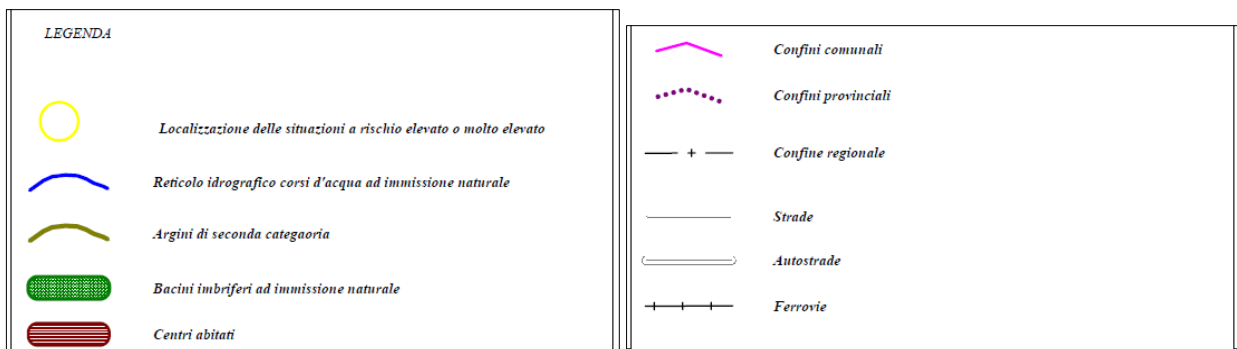 LEGENDA
Localizzazione delle situazioni a rischio elevato o molto elevato
Reticolo idrografico corsi d'acqua ad immissione naturale
Argini di seconda categaoria
Bacini imbriferi ad immissione naturale
Centri abitati
Confini comunali
Confini provinciali
Confine regionale
Strade
Autostrade
Ferrovie